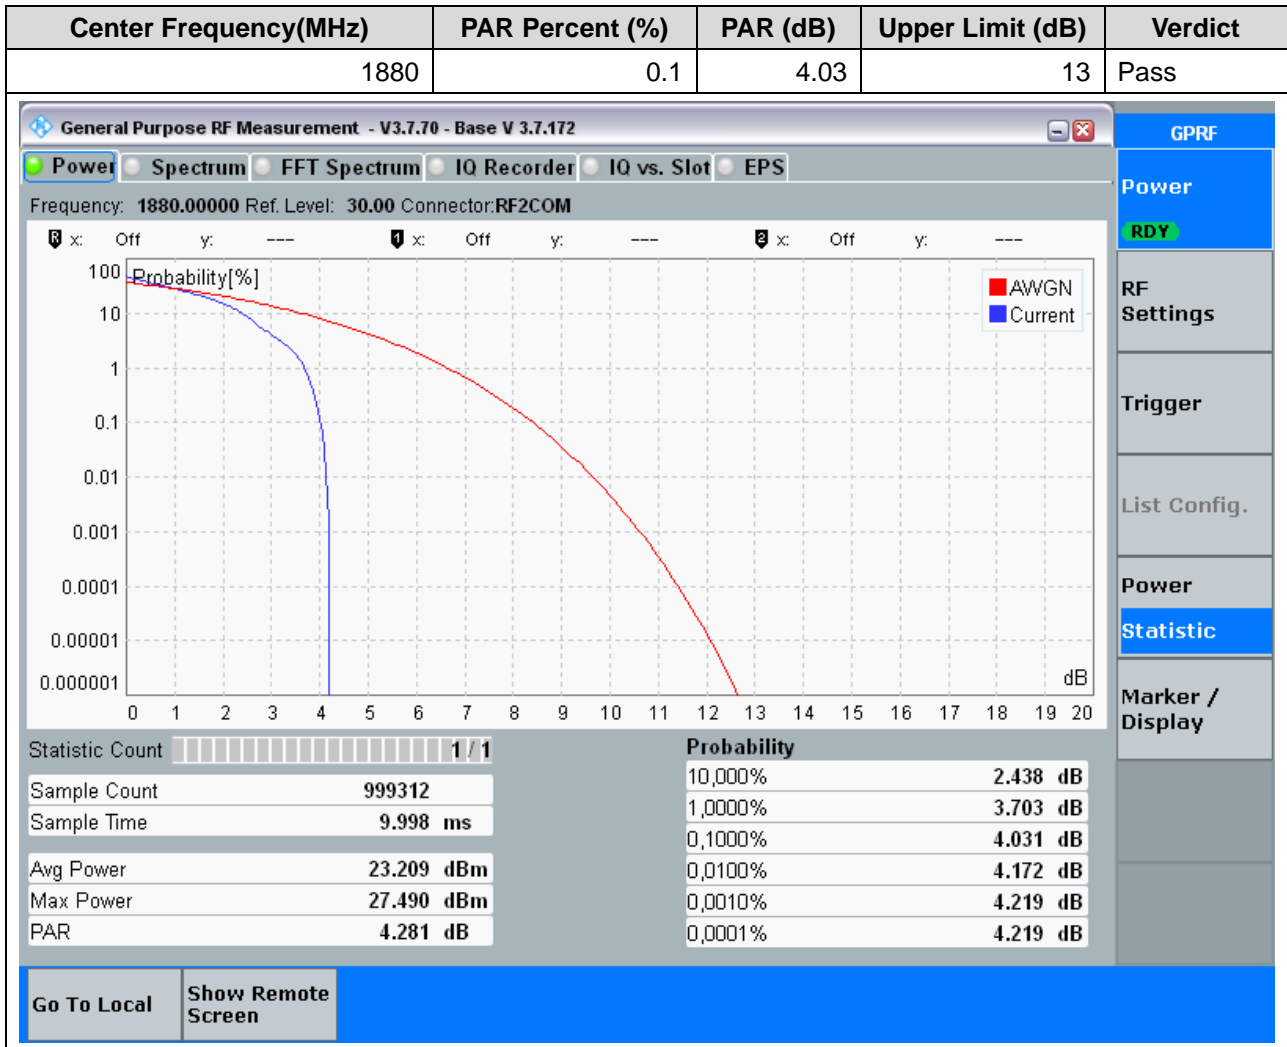 Center Frequency(MHz) PAR Percent (%) PAR (dB) Upper Limit (dB) Verdict
1880 0.1 4.03 13 Pass
General Purpose RF Measurement - V3.7.70 - Base V 3.7.172
GPRF
Power Spectrum FFT Spectrum IQ Recorder IQ vs. Slot EPS
Power
RDY
Frequency: 1880.00000 Ref. Level: 30.00 Connector:RF2COM
R x: Off y: --- 1 x: Off y: --- 2 x: Off y: ---
Probability[%]
100
10
1
0.1
0.01
0.001
0.0001
0.00001
0.000001
AWGN
Current
dB
0 1 2 3 4 5 6 7 8 9 10 11 12 13 14 15 16 17 18 19 20
RF
Settings
Trigger
List Config.
Power
Statistic
Marker /
Display
Statistic Count 1 / 1
Sample Count 999312
Sample Time 9.998 ms
Avg Power 23.209 dBm
Max Power 27.490 dBm
PAR 4.281 dB
Probability
10,000% 2.438 dB
1,0000% 3.703 dB
0,1000% 4.031 dB
0,0100% 4.172 dB
0,0010% 4.219 dB
0,0001% 4.219 dB
Go To Local
Show Remote
Screen